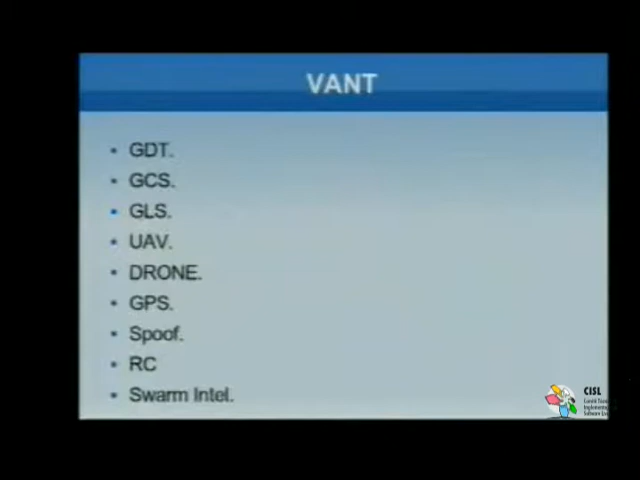 VANT
• GDT.
• GCS.
• GLS.
• UAV.
• DRONE.
• GPS.
• Spoof.
• RC
• Swarm Intel.
CISL